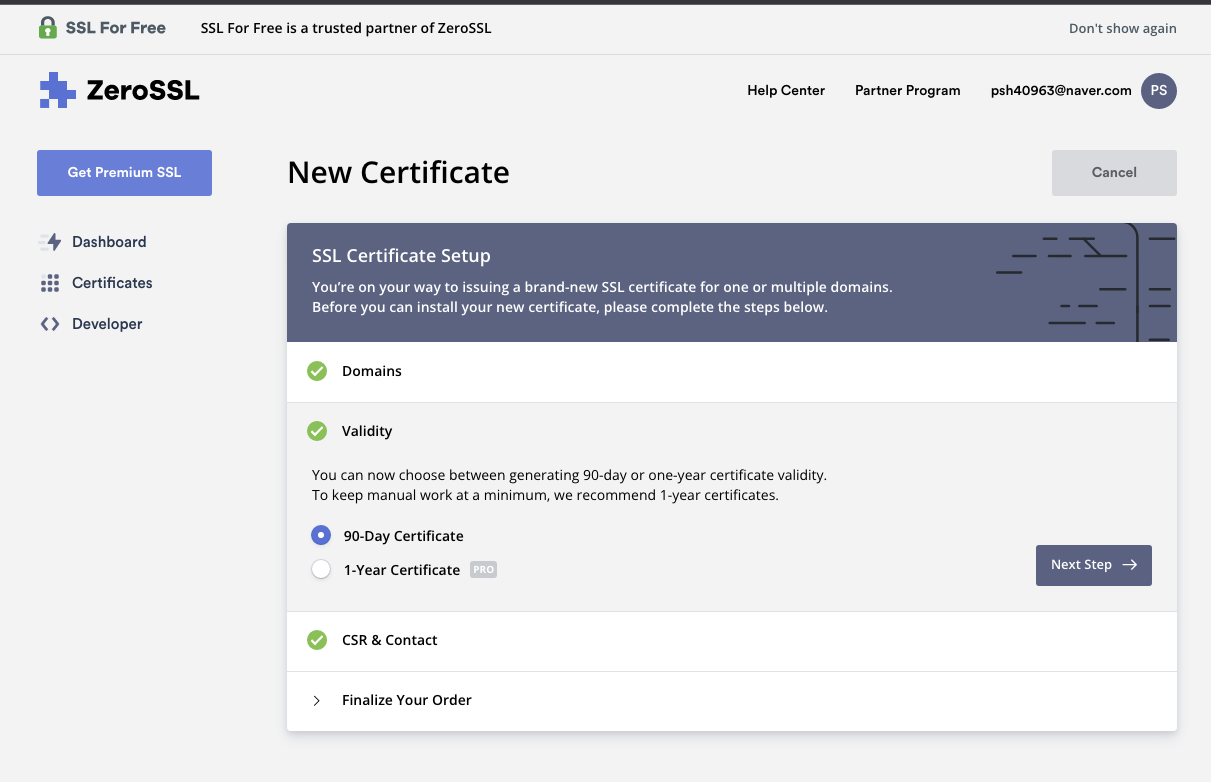 SSL For Free
SSL For Free is a trusted partner of ZeroSSL
Don't show again
ZeroSSL
Help Center
Partner Program
psh40963@naver.com
PS
Get Premium SSL
New Certificate
Cancel
Dashboard
Certificates
Developer
SSL Certificate Setup
You're on your way to issuing a brand-new SSL certificate for one or multiple domains.
Before you can install your new certificate, please complete the steps below.
Domains
Validity
You can now choose between generating 90-day or one-year certificate validity.
To keep manual work at a minimum, we recommend 1-year certificates.
90-Day Certificate
1-Year Certificate PRO
Next Step →
CSR & Contact
Finalize Your Order